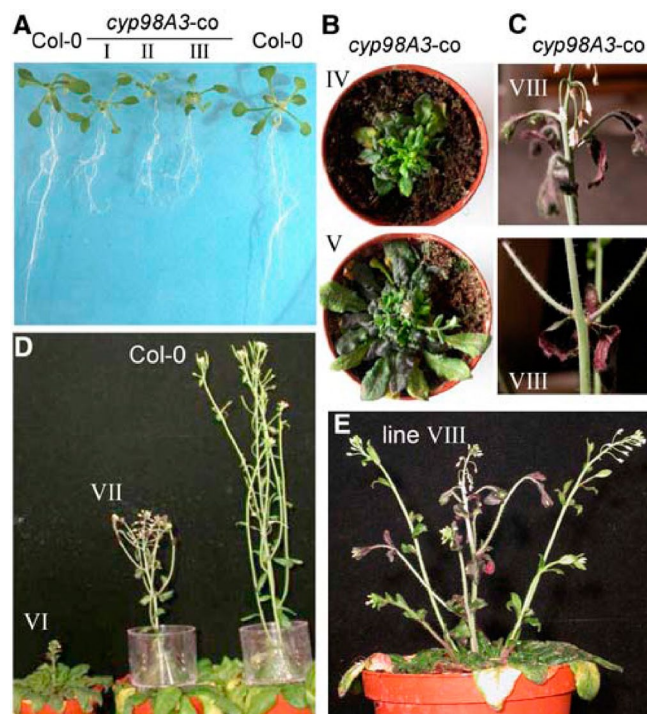 A
cyp98A3-co
Col-0 I II III Col-0
B
cyp98A3-co
IV
V
C
cyp98A3-co
VIII
VIII
D
Col-0
VII
VI
E
line VIII